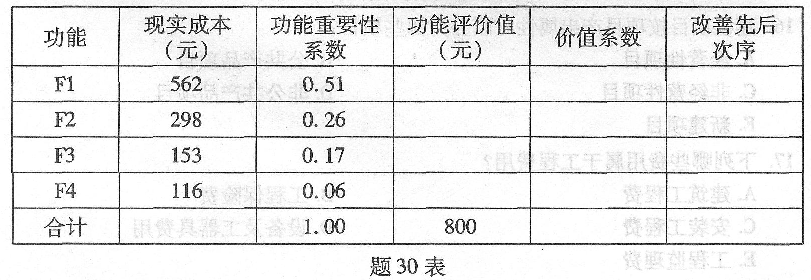 功能 现实成本（元） 功能重要性系数 功能评价值（元） 价值系数 改善先后次序
F1 562 0.51
F2 298 0.26
F3 153 0.17
F4 116 0.06
合计 1.00 800
题30表